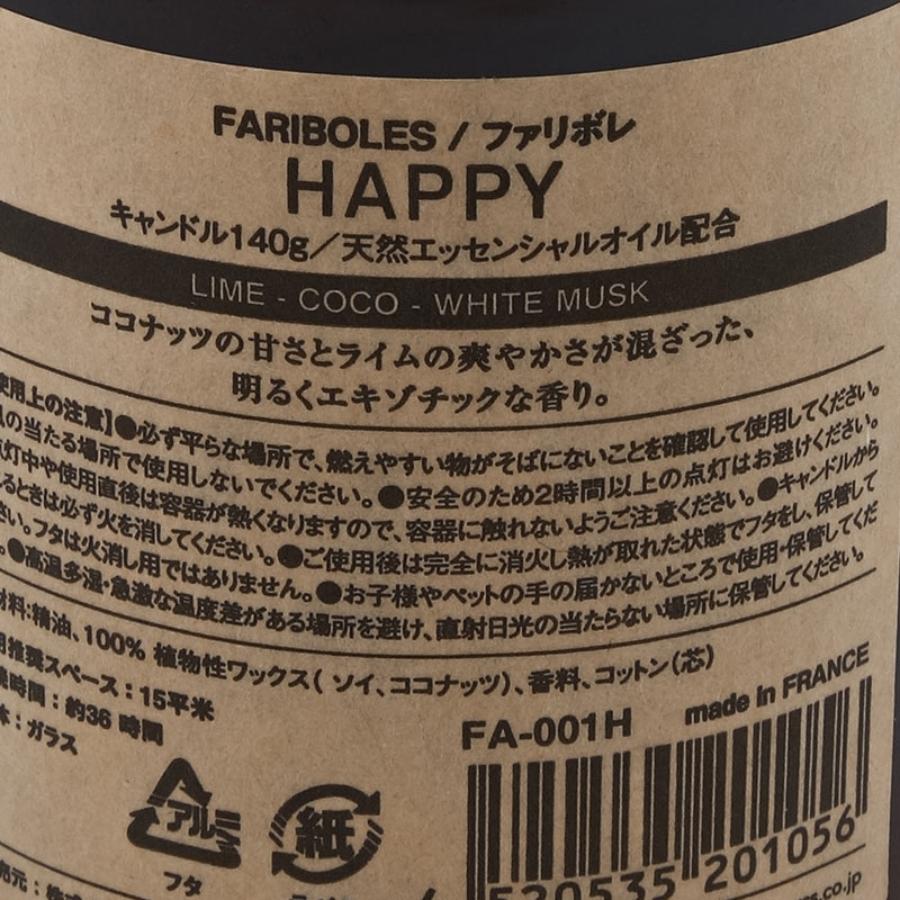 FARIBOLES / ファリボレ
HAPPY
キャンドル140g/天然エッセンシャルオイル配合
LIME - COCO - WHITE MUSK
ココナッツの甘さとライムの爽やかさが混ざった、
明るくエキゾチックな香り。
使用上の注意】●必ず平らな場所で、燃えやすい物がそばにないことを確認して使用してください。
の当たる場所で使用しないでください。●安全のため2時間以上の点灯はお避けください。
点灯中や使用直後は容器が熱くなりますので、容器に触れないようご注意ください。●キャンドルから
るときは必ず火を消してください。●ご使用後は完全に消火し熱が取れた状態でフタをし、保管して
さい。フタは火消し用ではありません。●お子様やペットの手の届かないところで使用・保管してくだ
。●高温多湿・急激な温度差がある場所を避け、直射日光の当たらない場所に保管してください。
材料:精油、100% 植物性ワックス( ソイ、ココナッツ)、香料、コットン(芯)
用推奨スペース:15平米
時間:約36 時間
体:ガラス
FA-001H
made In FRANCE
アルミ
フタ
紙
520535 201056
売元:株式
.co.jp